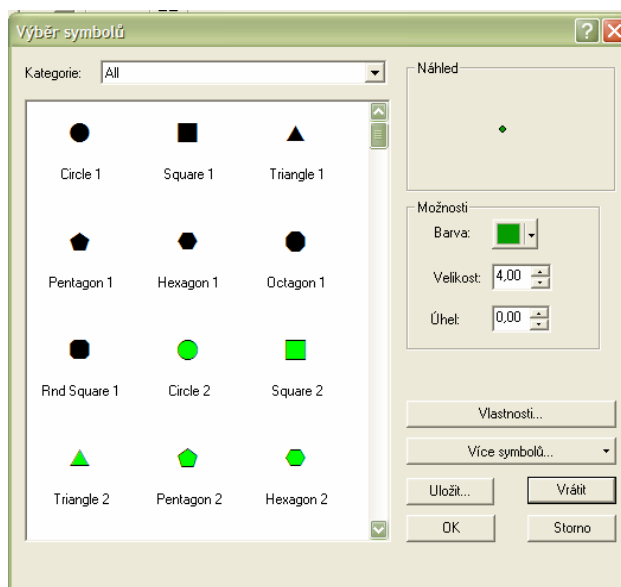 Výběr symbolů
Kategorie: All
Circle 1 Square 1 Triangle 1
Pentagon 1 Hexagon 1 Octagon 1
Rnd Square 1 Circle 2 Square 2
Triangle 2 Pentagon 2 Hexagon 2
Náhled
Možnosti
Barva:
Velikost: 4,00
Úhel: 0,00
Vlastnosti...
Více symbolů...
Uložit... Vrátit
OK Storno